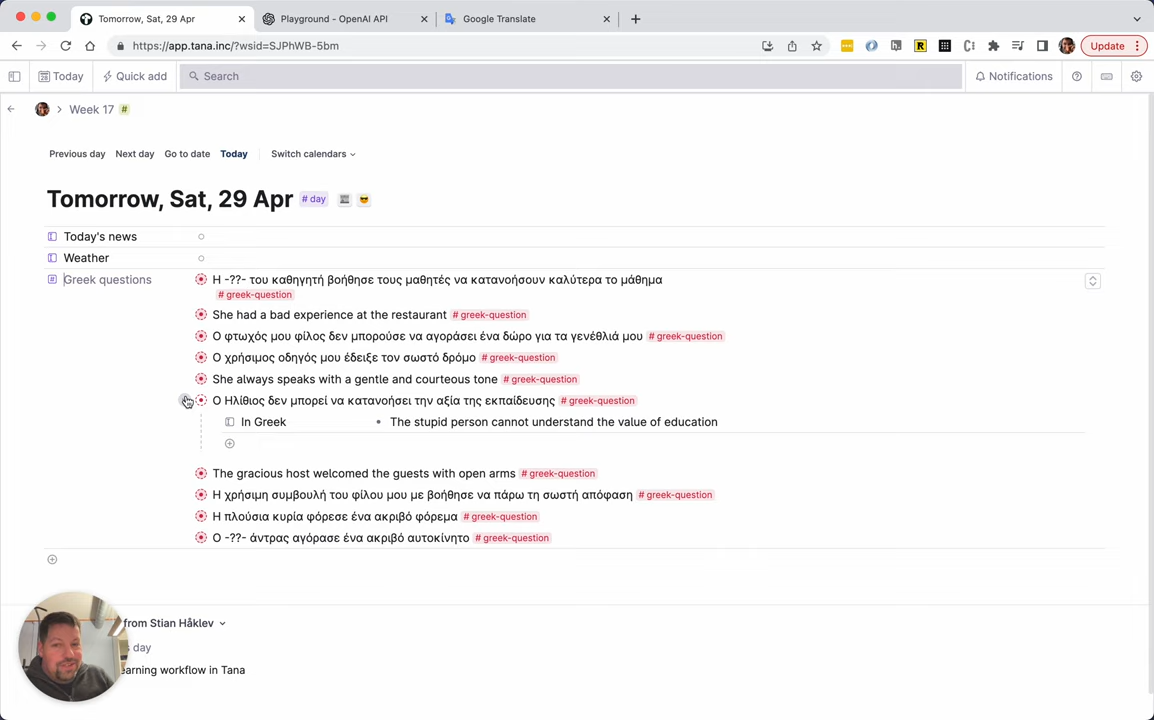 Tomorrow, Sat, 29 Apr
Playground - OpenAI API
Google Translate
https://app.tana.inc/?wsid=SJPhWB-5bm
Update
Today
Quick add
Search
Notifications
Week 17 #
Previous day Next day Go to date Today Switch calendars
Tomorrow, Sat, 29 Apr # day
Today's news
Weather
Greek questions
Η -??- του καθηγητή βοήθησε τους μαθητές να κατανοήσουν καλύτερα το μάθημα
# greek-question
She had a bad experience at the restaurant # greek-question
Ο φτωχός μου φίλος δεν μπορούσε να αγοράσει ένα δώρο για τα γενέθλιά μου # greek-question
Ο χρήσιμος οδηγός μου έδειξε τον σωστό δρόμο # greek-question
She always speaks with a gentle and courteous tone # greek-question
Ο Ηλίθιος δεν μπορεί να κατανοήσει την αξία της εκπαίδευσης # greek-question
In Greek
The stupid person cannot understand the value of education
The gracious host welcomed the guests with open arms # greek-question
Η χρήσιμη συμβουλή του φίλου μου με βοήθησε να πάρω τη σωστή απόφαση # greek-question
Η πλούσια κυρία φόρεσε ένα ακριβό φόρεμα # greek-question
Ο -??- άντρας αγόρασε ένα ακριβό αυτοκίνητο # greek-question
from Stian Håklev
day
earning workflow in Tana